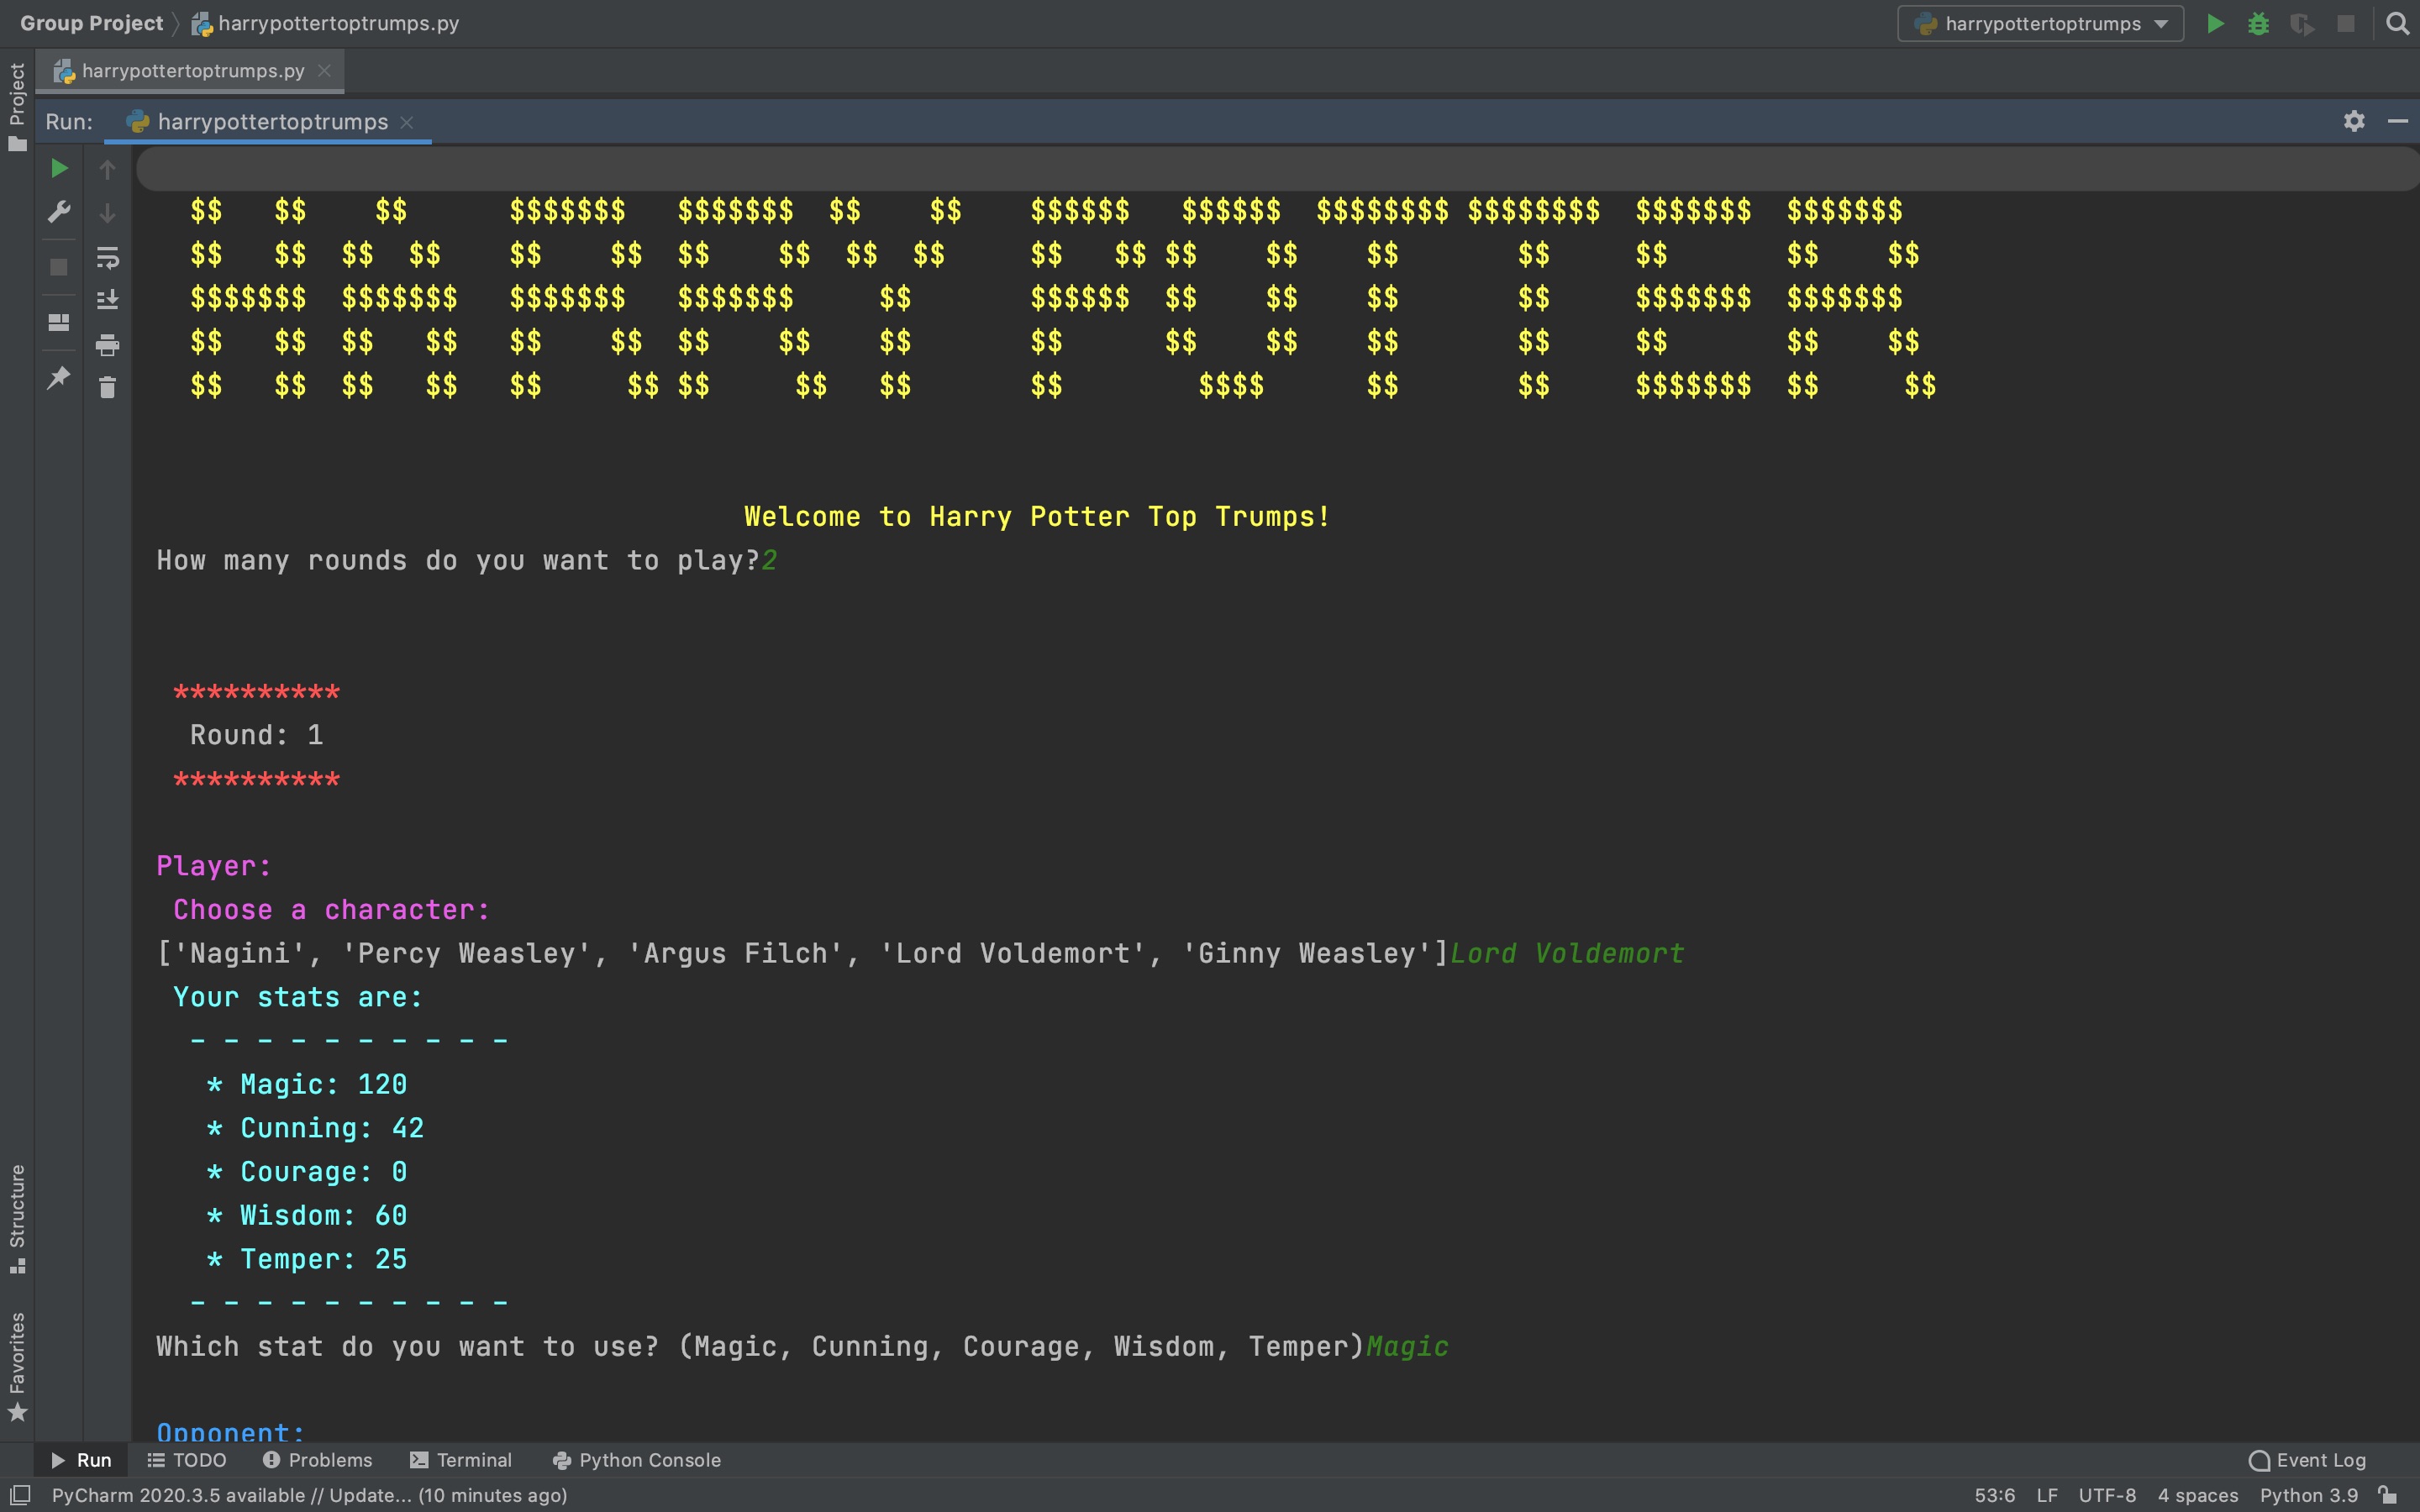 Group Project
harrypottertoptrumps.py
harrypottertoptrumps
Project
harrypottertoptrumps.py
Run:
harrypottertoptrumps
$$   $$    $$      $$$$$$$   $$$$$$$  $$    $$    $$$$$$   $$$$$$  $$$$$$$$ $$$$$$$$  $$$$$$$  $$$$$$$
$$   $$  $$  $$    $$    $$  $$    $$  $$  $$     $$   $$ $$    $$    $$       $$     $$       $$    $$
$$$$$$$  $$$$$$$   $$$$$$$   $$$$$$$     $$       $$$$$$  $$    $$    $$       $$     $$$$$$$  $$$$$$$
$$   $$  $$   $$   $$    $$  $$    $$    $$       $$      $$    $$    $$       $$     $$       $$    $$
$$   $$  $$   $$   $$     $$ $$     $$   $$       $$        $$$$      $$       $$     $$$$$$$  $$     $$
Welcome to Harry Potter Top Trumps!
How many rounds do you want to play?2
**********
Round: 1
**********
Player:
Choose a character:
['Nagini', 'Percy Weasley', 'Argus Filch', 'Lord Voldemort', 'Ginny Weasley']Lord Voldemort
Your stats are:
- - - - - - - - - -
* Magic: 120
* Cunning: 42
* Courage: 0
* Wisdom: 60
* Temper: 25
- - - - - - - - - -
Which stat do you want to use? (Magic, Cunning, Courage, Wisdom, Temper)Magic
Opponent:
Structure
Favorites
Run
TODO
Problems
Terminal
Python Console
Event Log
PyCharm 2020.3.5 available // Update... (10 minutes ago)
53:6
LF
UTF-8
4 spaces
Python 3.9